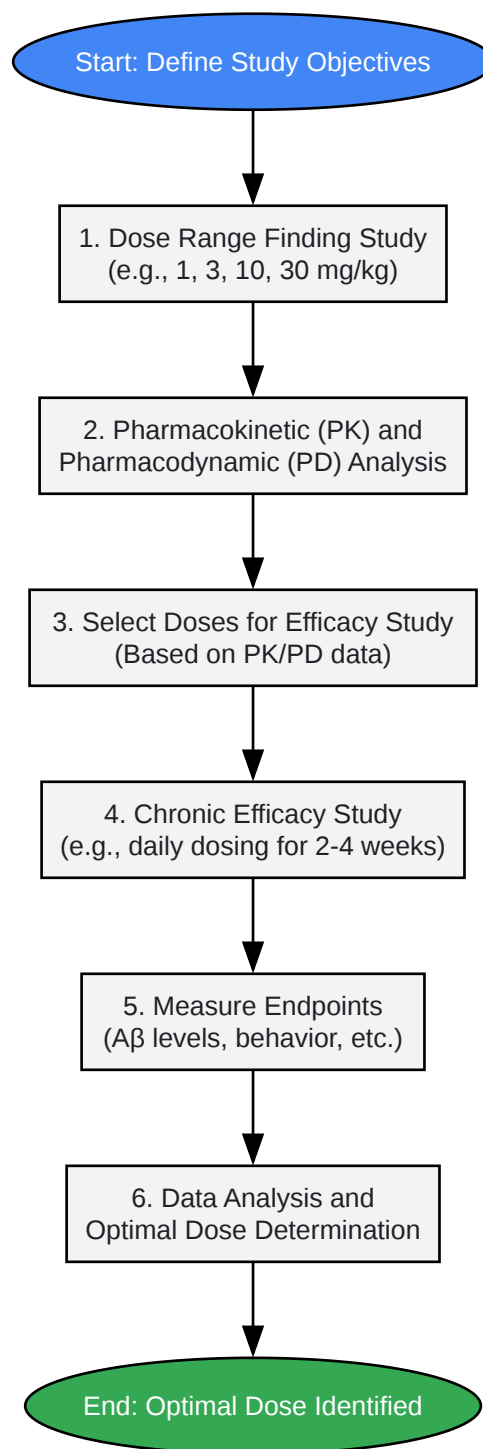 Start: Define Study Objectives
1. Dose Range Finding Study
(e.g., 1, 3, 10, 30 mg/kg)
2. Pharmacokinetic (PK) and
Pharmacodynamic (PD) Analysis
3. Select Doses for Efficacy Study
(Based on PK/PD data)
4. Chronic Efficacy Study
(e.g., daily dosing for 2-4 weeks)
5. Measure Endpoints
(Aβ levels, behavior, etc.)
6. Data Analysis and
Optimal Dose Determination
End: Optimal Dose Identified